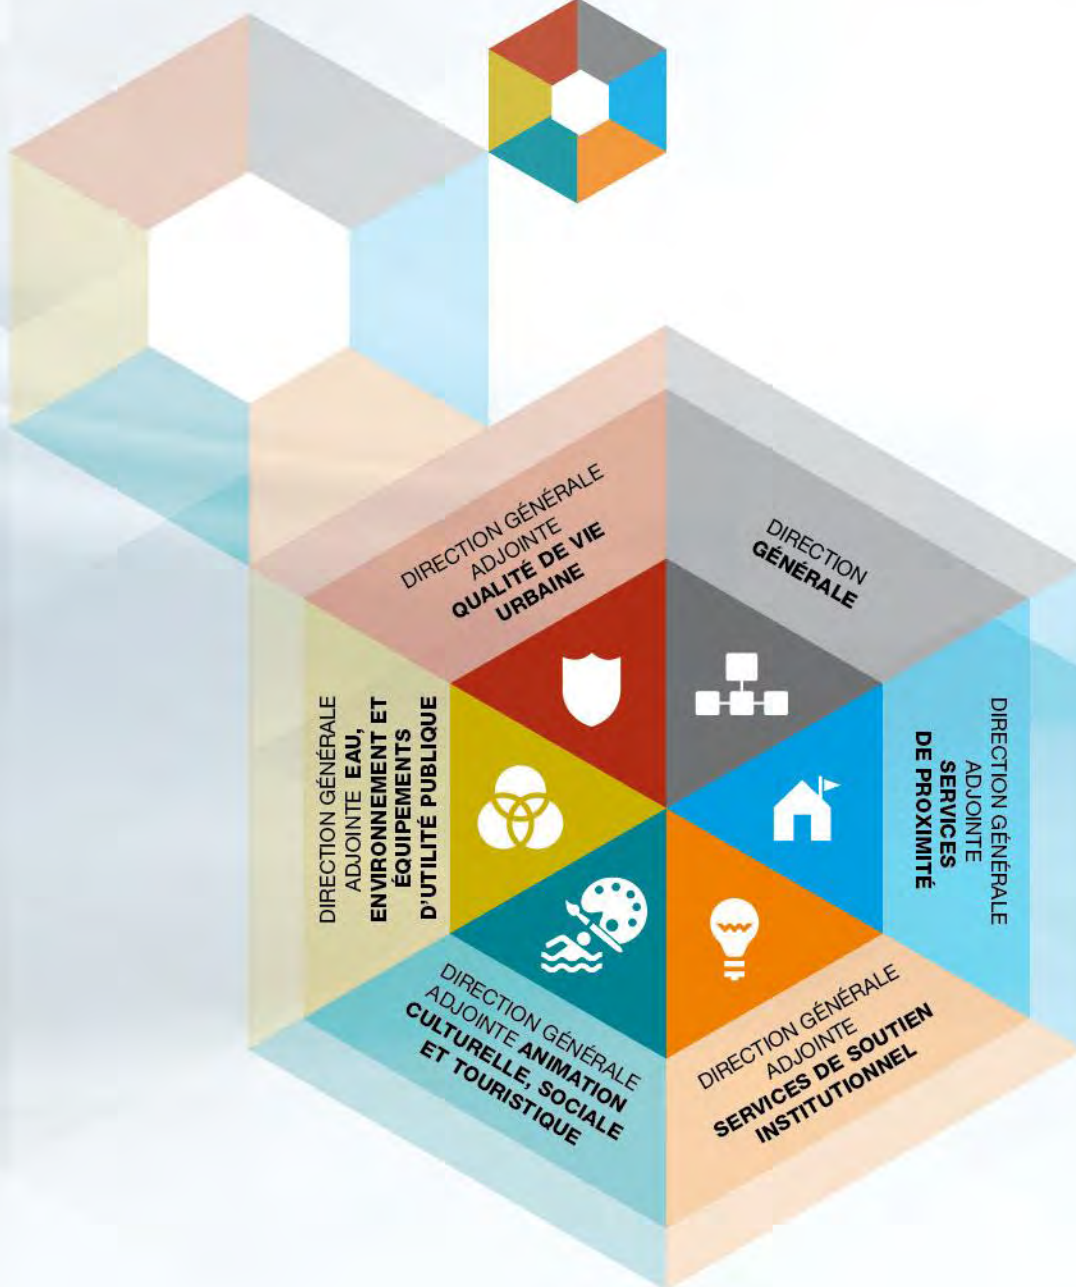 DIRECTION GÉNÉRALE
ADJOINTE
QUALITÉ DE VIE
URBAINE
DIRECTION
GÉNÉRALE
DIRECTION GÉNÉRALE
ADJOINTE EAU,
ENVIRONNEMENT ET
ÉQUIPEMENTS
D'UTILITÉ PUBLIQUE
DIRECTION GÉNÉRALE
ADJOINTE
SERVICES
DE PROXIMITÉ
DIRECTION GÉNÉRALE
ADJOINTE ANIMATION
CULTURELLE, SOCIALE
ET TOURISTIQUE
DIRECTION GÉNÉRALE
ADJOINTE
SERVICES DE SOUTIEN
INSTITUTIONNEL